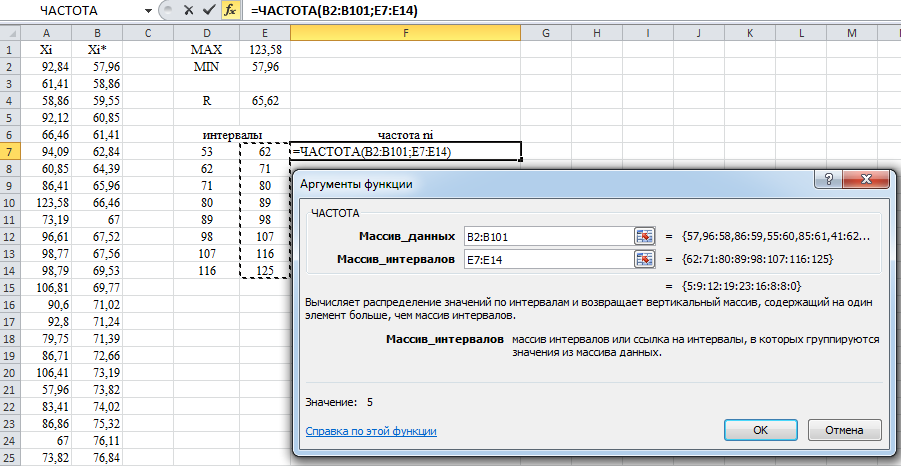 ЧАСТОТА =ЧАСТОТА(B2:B101;E7:E14)
A B C D E F G H I J K L M
1 Xi Xi* MAX 123,58
2 92,84 57,96 MIN 57,96
3 61,41 58,86
4 58,86 59,55 R 65,62
5 92,12 60,85
6 66,46 61,41 интервалы частота ni
7 94,09 62,84 53 62 =ЧАСТОТА(B2:B101;E7:E14)
8 60,85 64,39 62 71
9 86,41 65,96 71 80
10 123,58 66,46 80 89
11 73,19 67 89 98
12 96,61 67,52 98 107
13 98,77 67,56 107 116
14 98,79 69,53 116 125
15 106,81 69,77
16 90,6 71,02
17 92,8 71,24
18 79,75 71,39
19 86,71 72,66
20 106,41 73,19
21 57,96 73,82
22 83,41 74,02
23 86,86 75,32
24 67 76,11
25 73,82 76,84
Аргументы функции
ЧАСТОТА
Массив_данных B2:B101 = {57,96:58,86:59,55:60,85:61,41:62...
Массив_интервалов E7:E14 = {62:71:80:89:98:107:116:125}
= {5:9:12:19:23:16:8:8:0}
Вычисляет распределение значений по интервалам и возвращает вертикальный массив, содержащий на один
элемент больше, чем массив интервалов.
Массив_интервалов массив интервалов или ссылка на интервалы, в которых группируются
значения из массива данных.
Значение: 5
Справка по этой функции OK Отмена